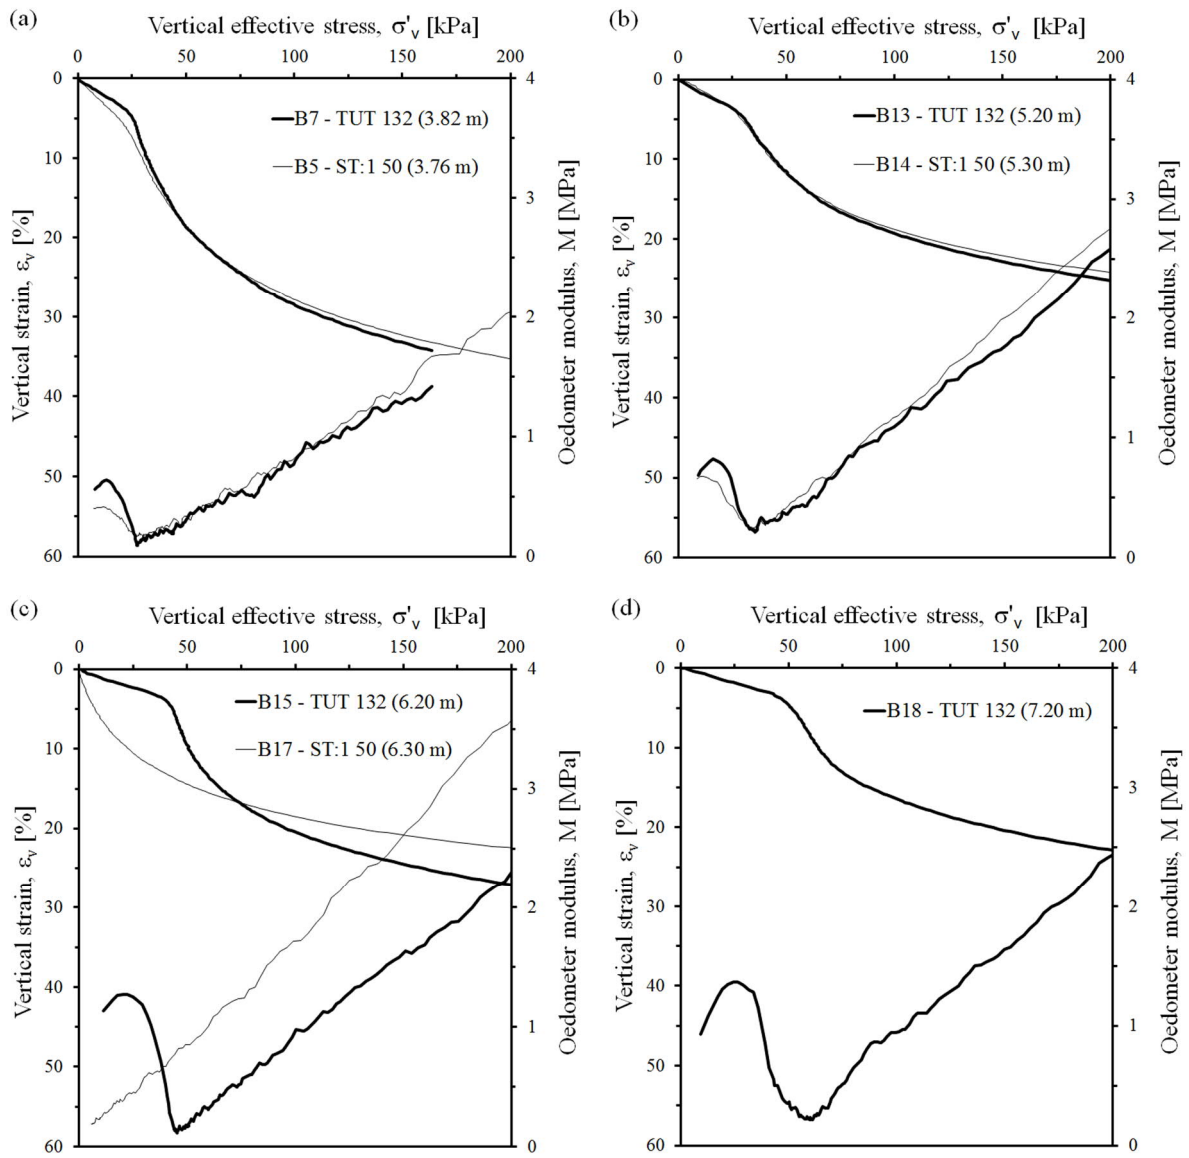 (a)
Vertical effective stress, σ'v [kPa]
0 50 100 150 200
0 10 20 30 40 50 60
Vertical strain, εv [%]
B7 - TUT 132 (3.82 m)
B5 - ST:1 50 (3.76 m)
4 3 2 1 0
Oedometer modulus, M [MPa]
(b)
Vertical effective stress, σ'v [kPa]
0 50 100 150 200
0 10 20 30 40 50 60
Vertical strain, εv [%]
B13 - TUT 132 (5.20 m)
B14 - ST:1 50 (5.30 m)
4 3 2 1 0
Oedometer modulus, M [MPa]
(c)
Vertical effective stress, σ'v [kPa]
0 50 100 150 200
0 10 20 30 40 50 60
Vertical strain, εv [%]
B15 - TUT 132 (6.20 m)
B17 - ST:1 50 (6.30 m)
4 3 2 1 0
Oedometer modulus, M [MPa]
(d)
Vertical effective stress, σ'v [kPa]
0 50 100 150 200
0 10 20 30 40 50 60
Vertical strain, εv [%]
B18 - TUT 132 (7.20 m)
4 3 2 1 0
Oedometer modulus, M [MPa]